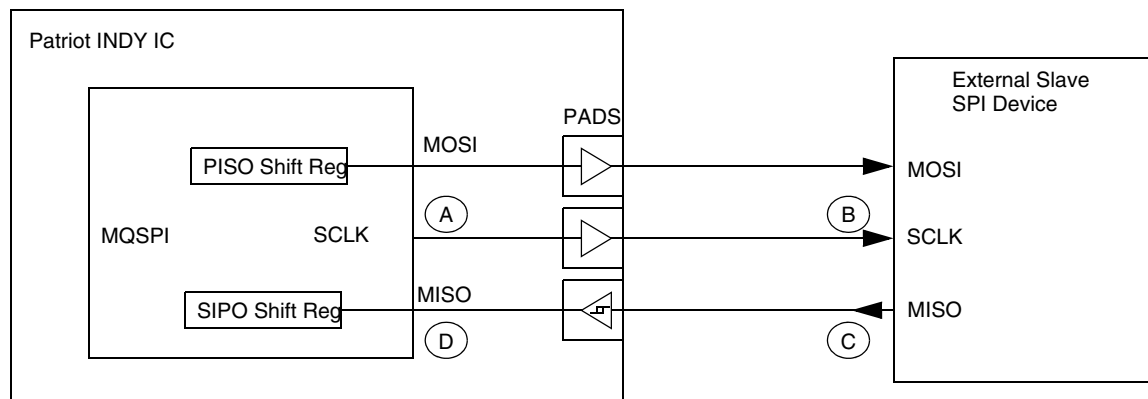 Patriot INDY IC
External Slave
SPI Device
PADS
MOSI
PISO Shift Reg
MOSI
A
B
MQSPI
SCLK
SCLK
MISO
SIPO Shift Reg
MISO
D
C